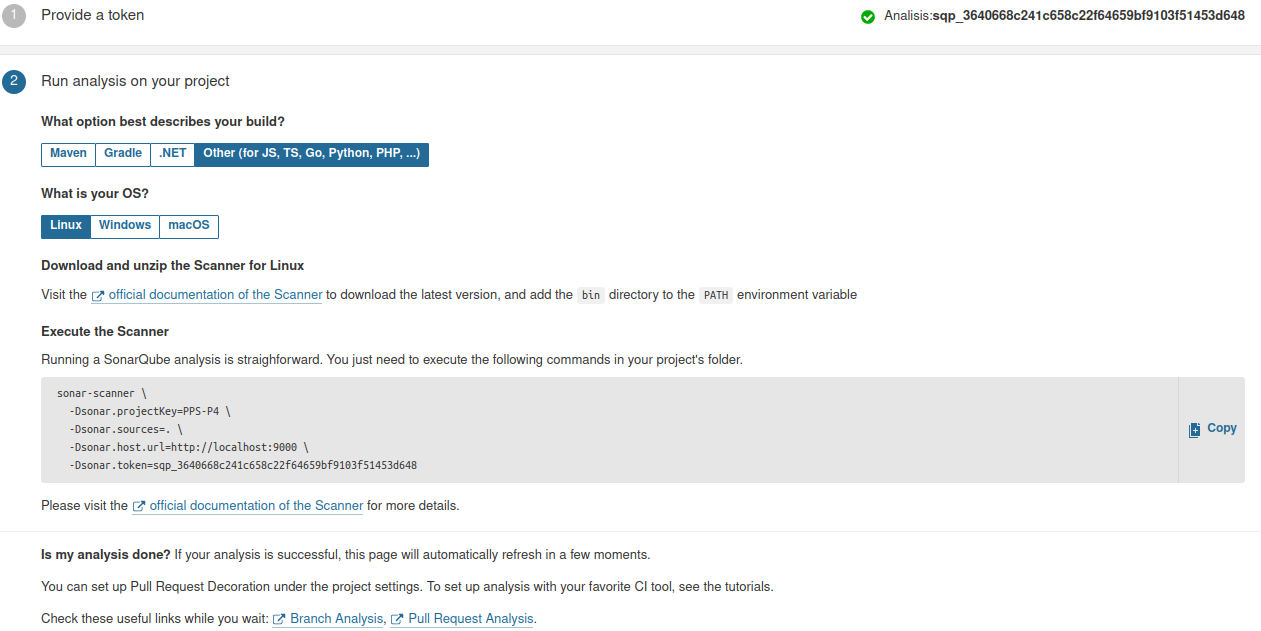 1 Provide a token Analisis:sqp_3640668c241c658c22f64659bf9103f51453d648
2 Run analysis on your project
What option best describes your build?
Maven Gradle .NET Other (for JS, TS, Go, Python, PHP, ...)
What is your OS?
Linux Windows macOS
Download and unzip the Scanner for Linux
Visit the official documentation of the Scanner to download the latest version, and add the bin directory to the PATH environment variable
Execute the Scanner
Running a SonarQube analysis is straighforward. You just need to execute the following commands in your project's folder.
sonar-scanner \
-Dsonar.projectKey=PPS-P4 \
-Dsonar.sources=. \
-Dsonar.host.url=http://localhost:9000 \
-Dsonar.token=sqp_3640668c241c658c22f64659bf9103f51453d648
Copy
Please visit the official documentation of the Scanner for more details.
Is my analysis done? If your analysis is successful, this page will automatically refresh in a few moments.
You can set up Pull Request Decoration under the project settings. To set up analysis with your favorite CI tool, see the tutorials.
Check these useful links while you wait: Branch Analysis, Pull Request Analysis.